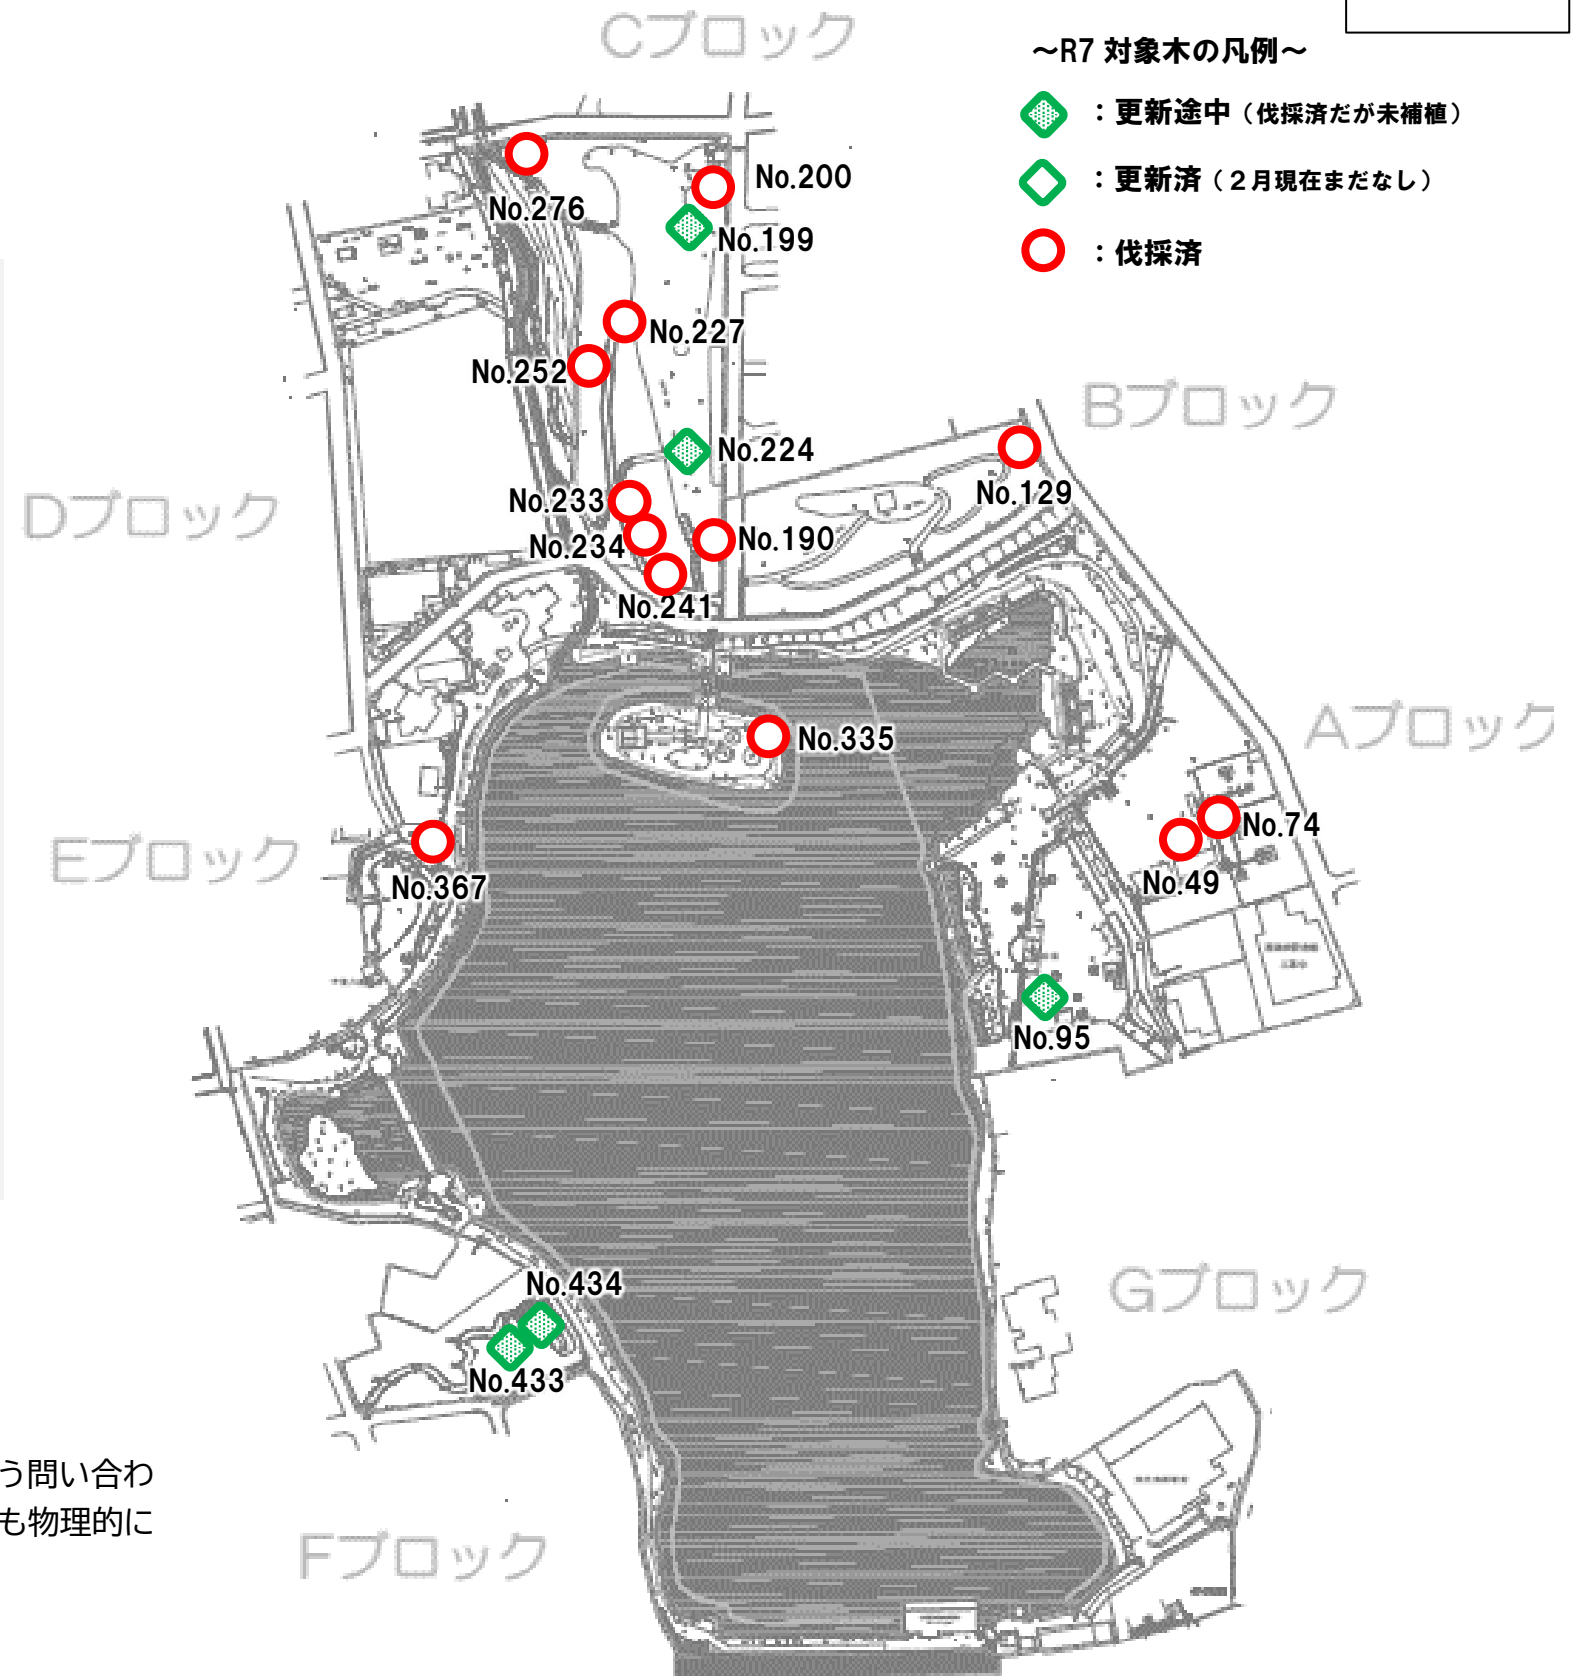 Cブロック
～R7 対象木の凡例～
：更新途中（伐採済だが未補植）
：更新済（２月現在まだなし）
：伐採済
No.276
No.200
No.199
No.227
No.252
No.224
Bブロック
No.129
Dブロック
No.233
No.234
No.190
No.241
No.335
Aブロック
No.74
No.49
Eブロック
No.367
No.95
No.434
No.433
Gブロック
う問い合わ
も物理的に
Fブロック